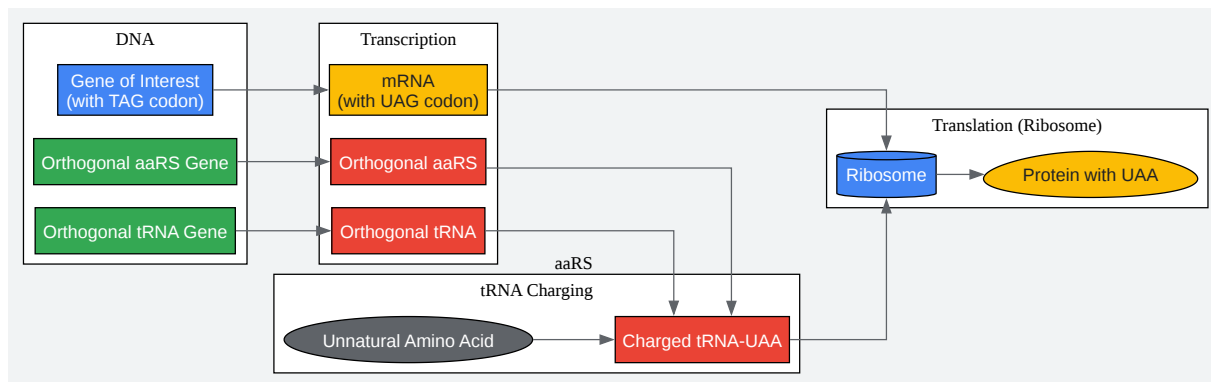 DNA
Gene of Interest
(with TAG codon)
Orthogonal aaRS Gene
Orthogonal tRNA Gene
Transcription
mRNA
(with UAG codon)
Orthogonal aaRS
Orthogonal tRNA
aaRS
tRNA Charging
Unnatural Amino Acid
Charged tRNA-UAA
Translation (Ribosome)
Ribosome
Protein with UAA